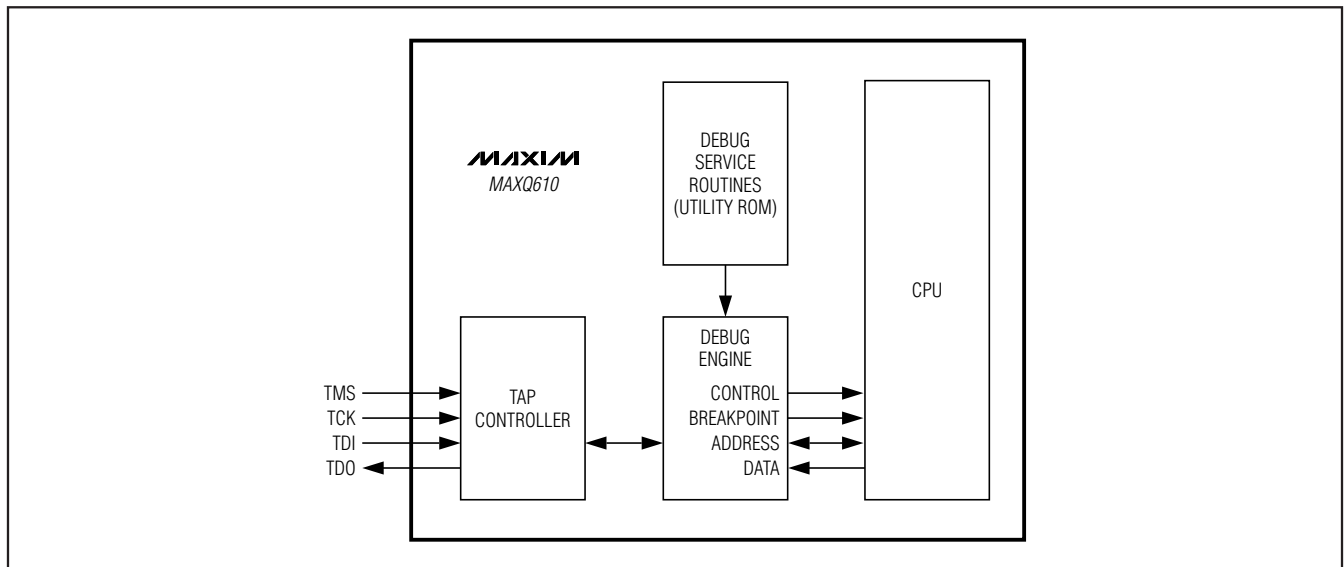 MAXIM
MAXQ610
DEBUG
SERVICE
ROUTINES
(UTILITY ROM)
CPU
TMS
TCK
TDI
TDO
TAP
CONTROLLER
DEBUG
ENGINE
CONTROL
BREAKPOINT
ADDRESS
DATA